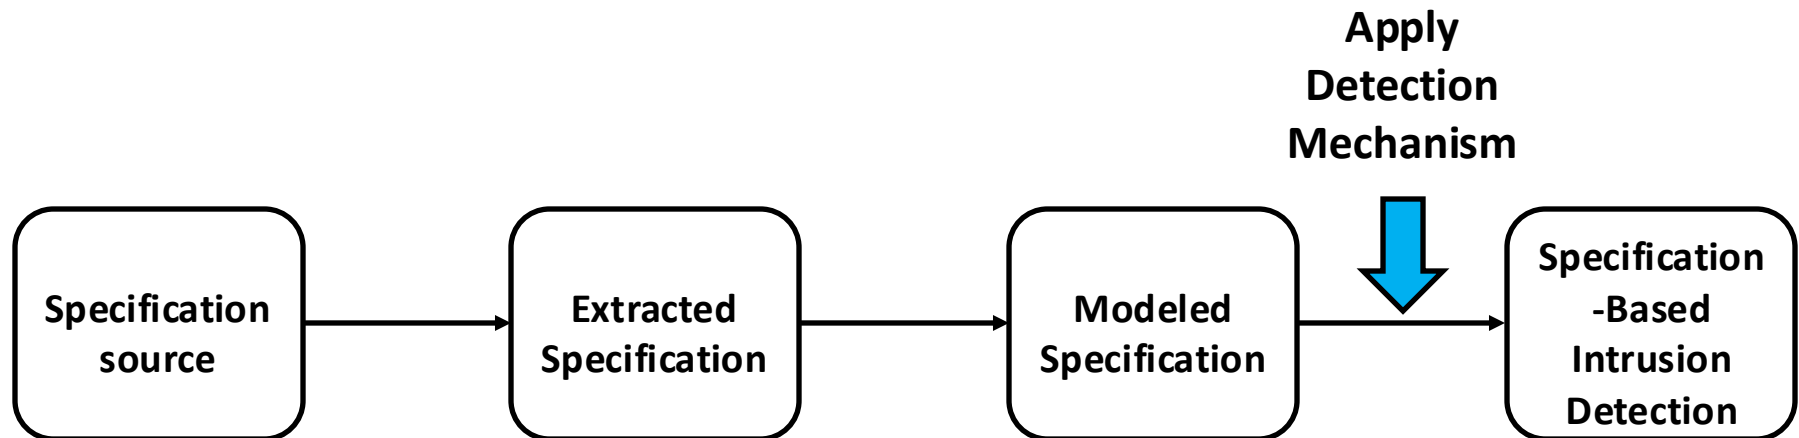 Apply
Detection
Mechanism
Specification
source
Extracted
Specification
Modeled
Specification
Specification
-Based
Intrusion
Detection